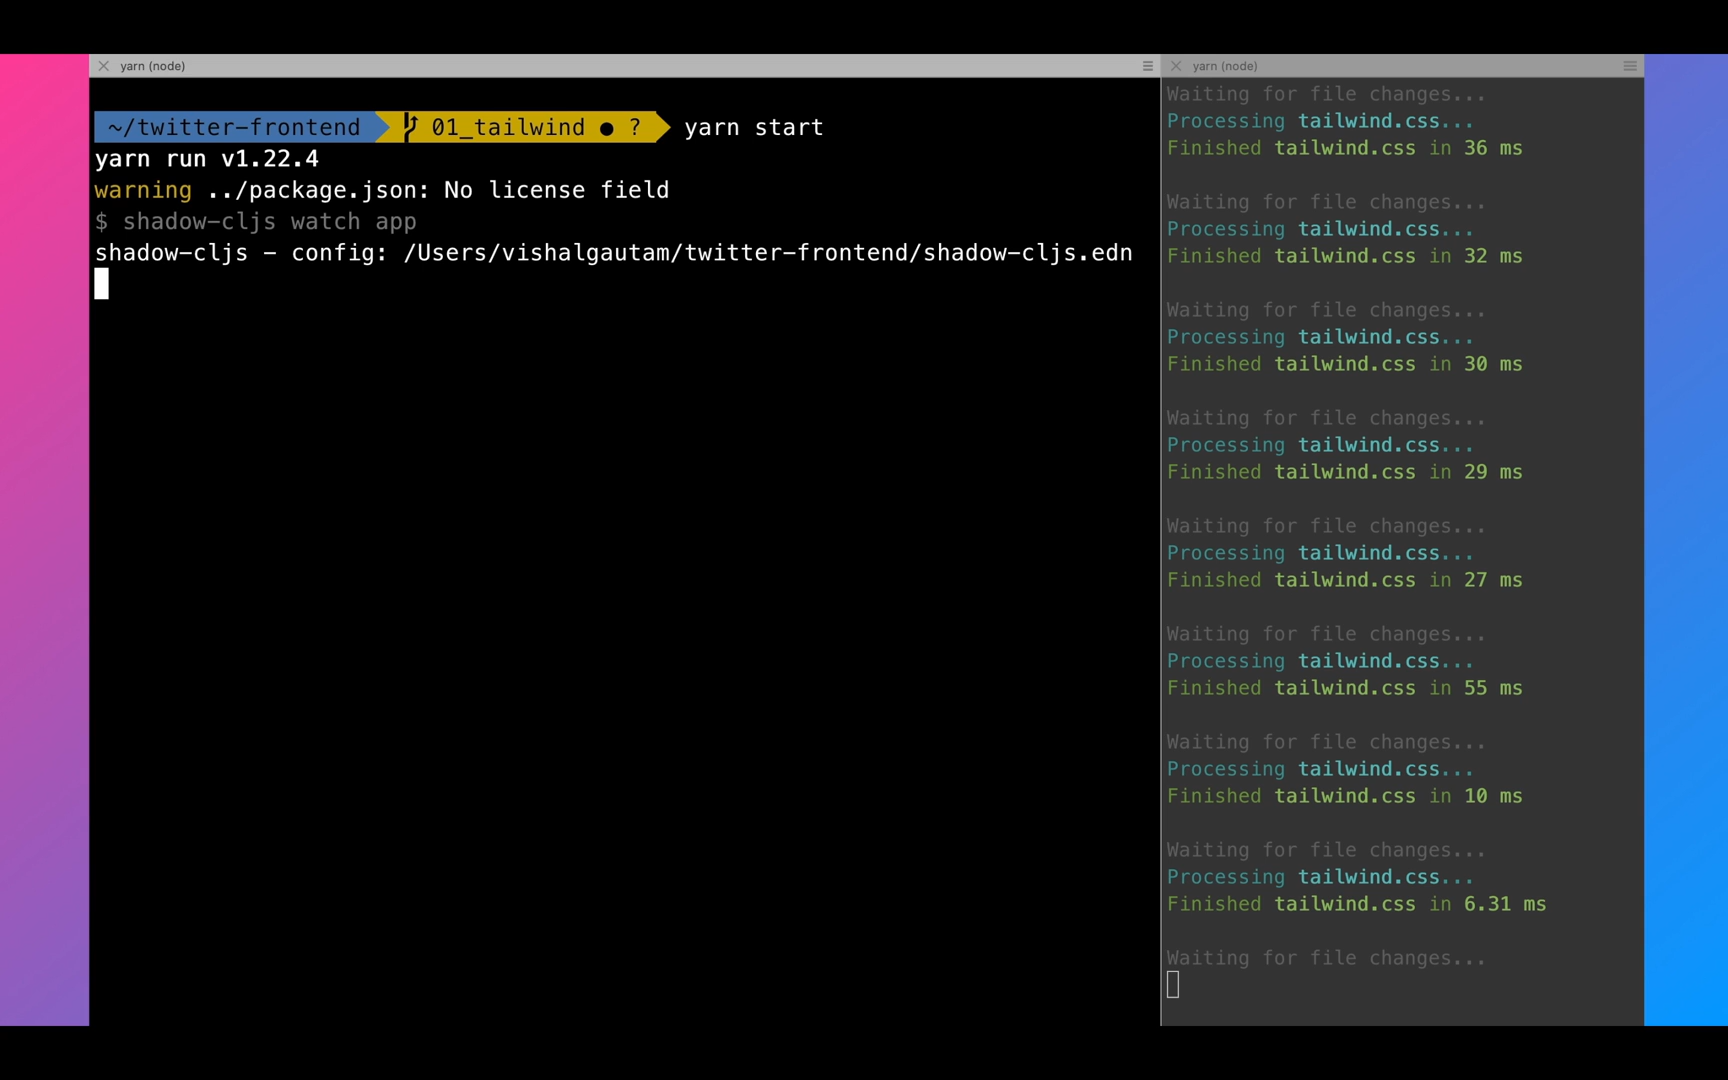 yarn (node)
~/twitter-frontend 01_tailwind ● ? yarn start
yarn run v1.22.4
warning ../package.json: No license field
$ shadow-cljs watch app
shadow-cljs - config: /Users/vishalgautam/twitter-frontend/shadow-cljs.edn
yarn (node)
Waiting for file changes...
Processing tailwind.css...
Finished tailwind.css in 36 ms
Waiting for file changes...
Processing tailwind.css...
Finished tailwind.css in 32 ms
Waiting for file changes...
Processing tailwind.css...
Finished tailwind.css in 30 ms
Waiting for file changes...
Processing tailwind.css...
Finished tailwind.css in 29 ms
Waiting for file changes...
Processing tailwind.css...
Finished tailwind.css in 27 ms
Waiting for file changes...
Processing tailwind.css...
Finished tailwind.css in 55 ms
Waiting for file changes...
Processing tailwind.css...
Finished tailwind.css in 10 ms
Waiting for file changes...
Processing tailwind.css...
Finished tailwind.css in 6.31 ms
Waiting for file changes...